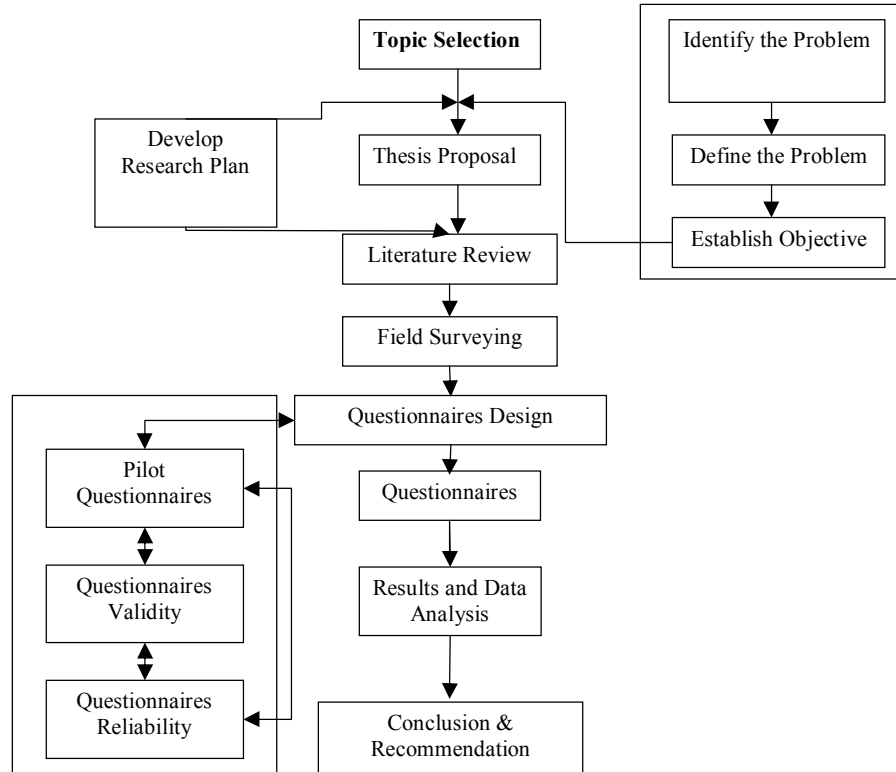 Topic Selection
Identify the Problem
Develop
Research Plan
Thesis Proposal
Define the Problem
Establish Objective
Literature Review
Field Surveying
Questionnaires Design
Pilot
Questionnaires
Questionnaires
Questionnaires
Validity
Results and Data
Analysis
Questionnaires
Reliability
Conclusion &
Recommendation